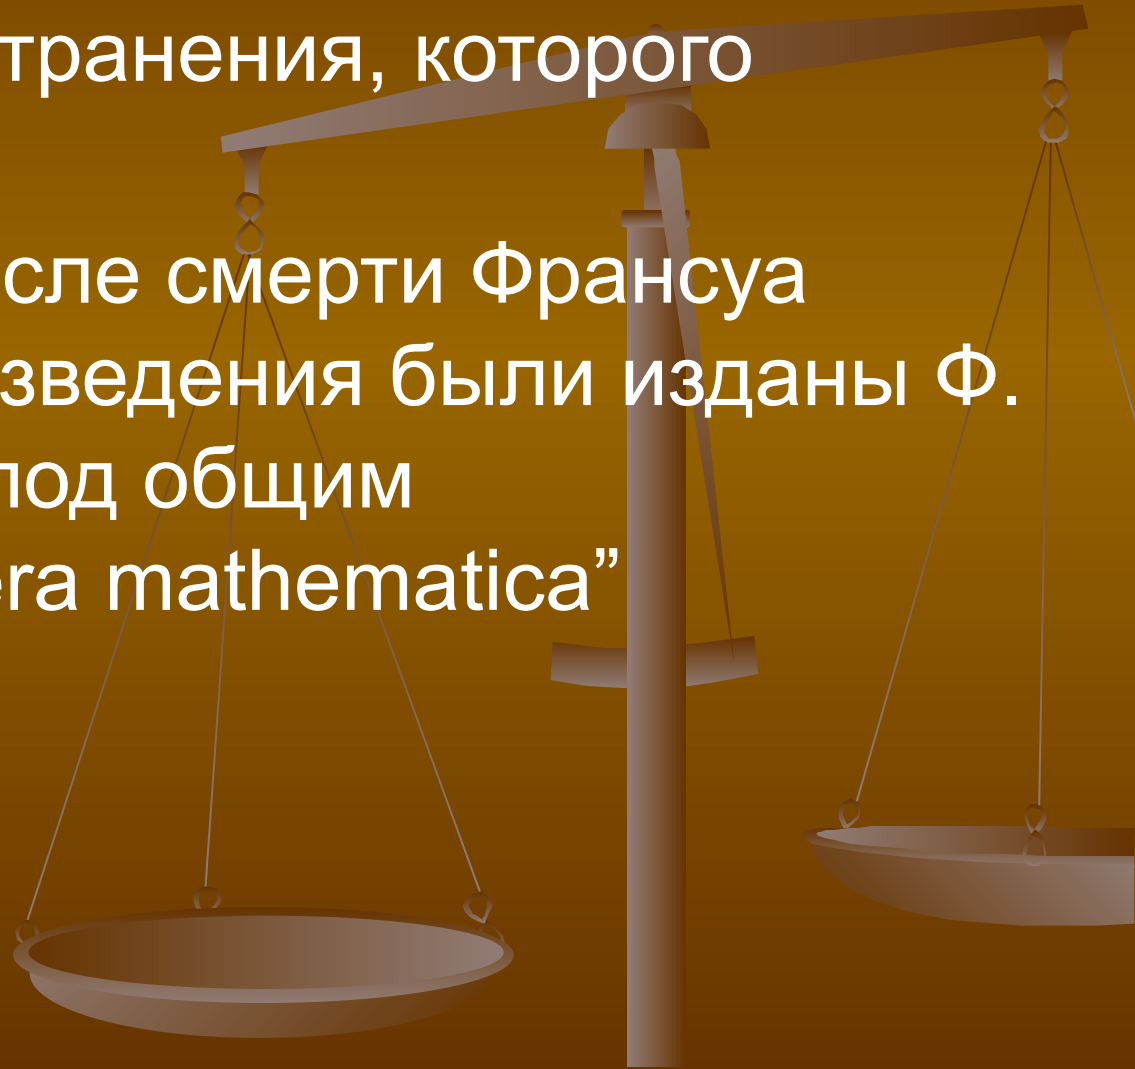 транения, которого
сле смерти Франсуа
зведения были изданы Ф.
под общим
era mathematica”